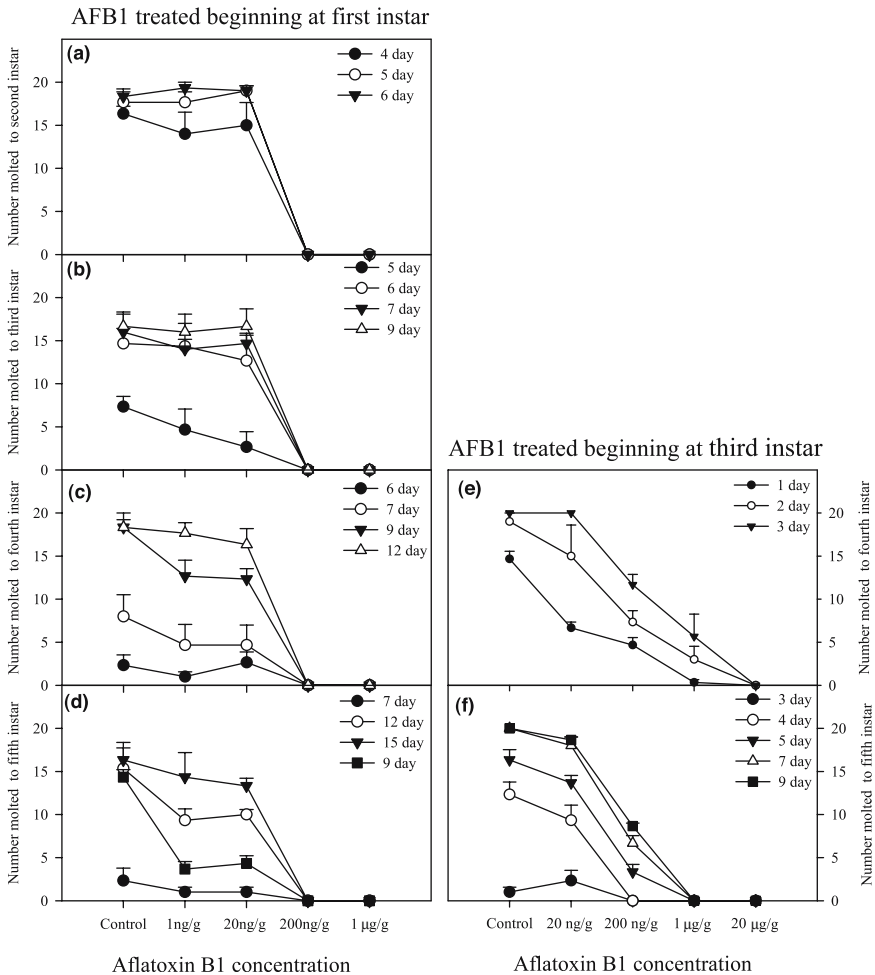 AFB1 treated beginning at first instar
(a)
4 day
5 day
6 day
Number molted to second instar
20
15
10
5
0
(b)
5 day
6 day
7 day
9 day
Number molted to third instar
20
15
10
5
0
(c)
6 day
7 day
9 day
12 day
Number molted to fourth instar
20
15
10
5
0
(d)
7 day
12 day
15 day
9 day
Number molted to fifth instar
20
15
10
5
0
Control 1ng/g 20ng/g 200ng/g 1 µg/g
Aflatoxin B1 concentration
AFB1 treated beginning at third instar
(e)
1 day
2 day
3 day
Number molted to fourth instar
20
15
10
5
0
(f)
3 day
4 day
5 day
7 day
9 day
Number molted to fifth instar
20
15
10
5
0
Control 20 ng/g 200 ng/g 1 µg/g 20 µg/g
Aflatoxin B1 concentration